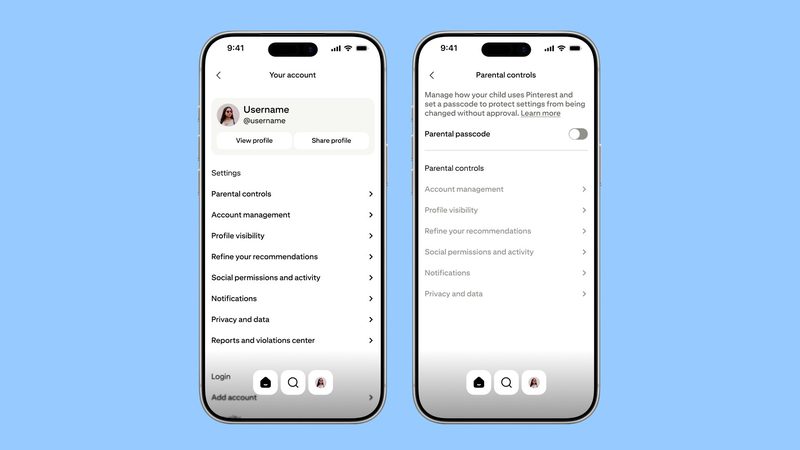 9:41
Your account
Username
@username
View profile
Share profile
Settings
Parental controls
Account management
Profile visibility
Refine your recommendations
Social permissions and activity
Notifications
Privacy and data
Reports and violations center
Login
Add account
9:41
Parental controls
Manage how your child uses Pinterest and
set a passcode to protect settings from being
changed without approval. Learn more
Parental passcode
Parental controls
Account management
Profile visibility
Refine your recommendations
Social permissions and activity
Notifications
Privacy and data